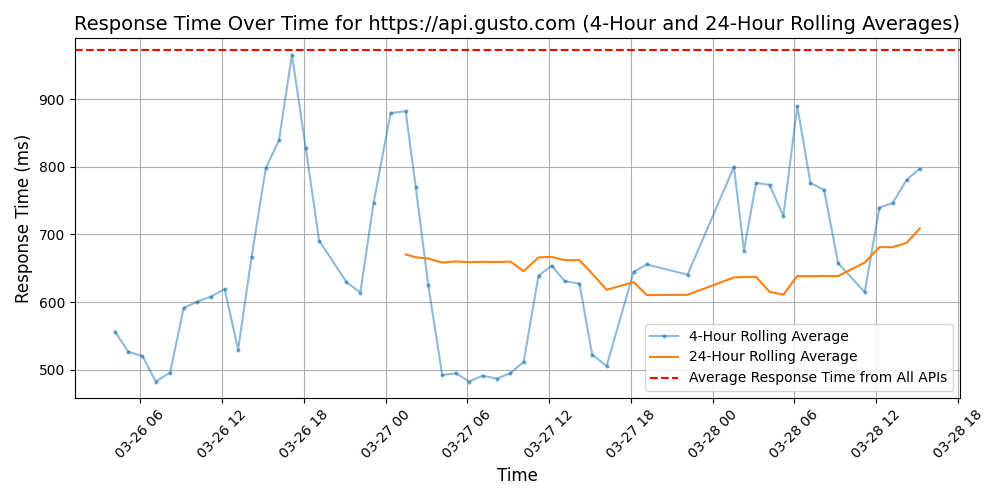 Response Time Over Time for https://api.gusto.com (4-Hour and 24-Hour Rolling Averages)
Response Time (ms)
900
800
700
600
500
4-Hour Rolling Average
24-Hour Rolling Average
Average Response Time from All APIs
03-26 06
03-26 12
03-26 18
03-27 00
03-27 06
03-27 12
03-27 18
03-28 00
03-28 06
03-28 12
03-28 18
Time